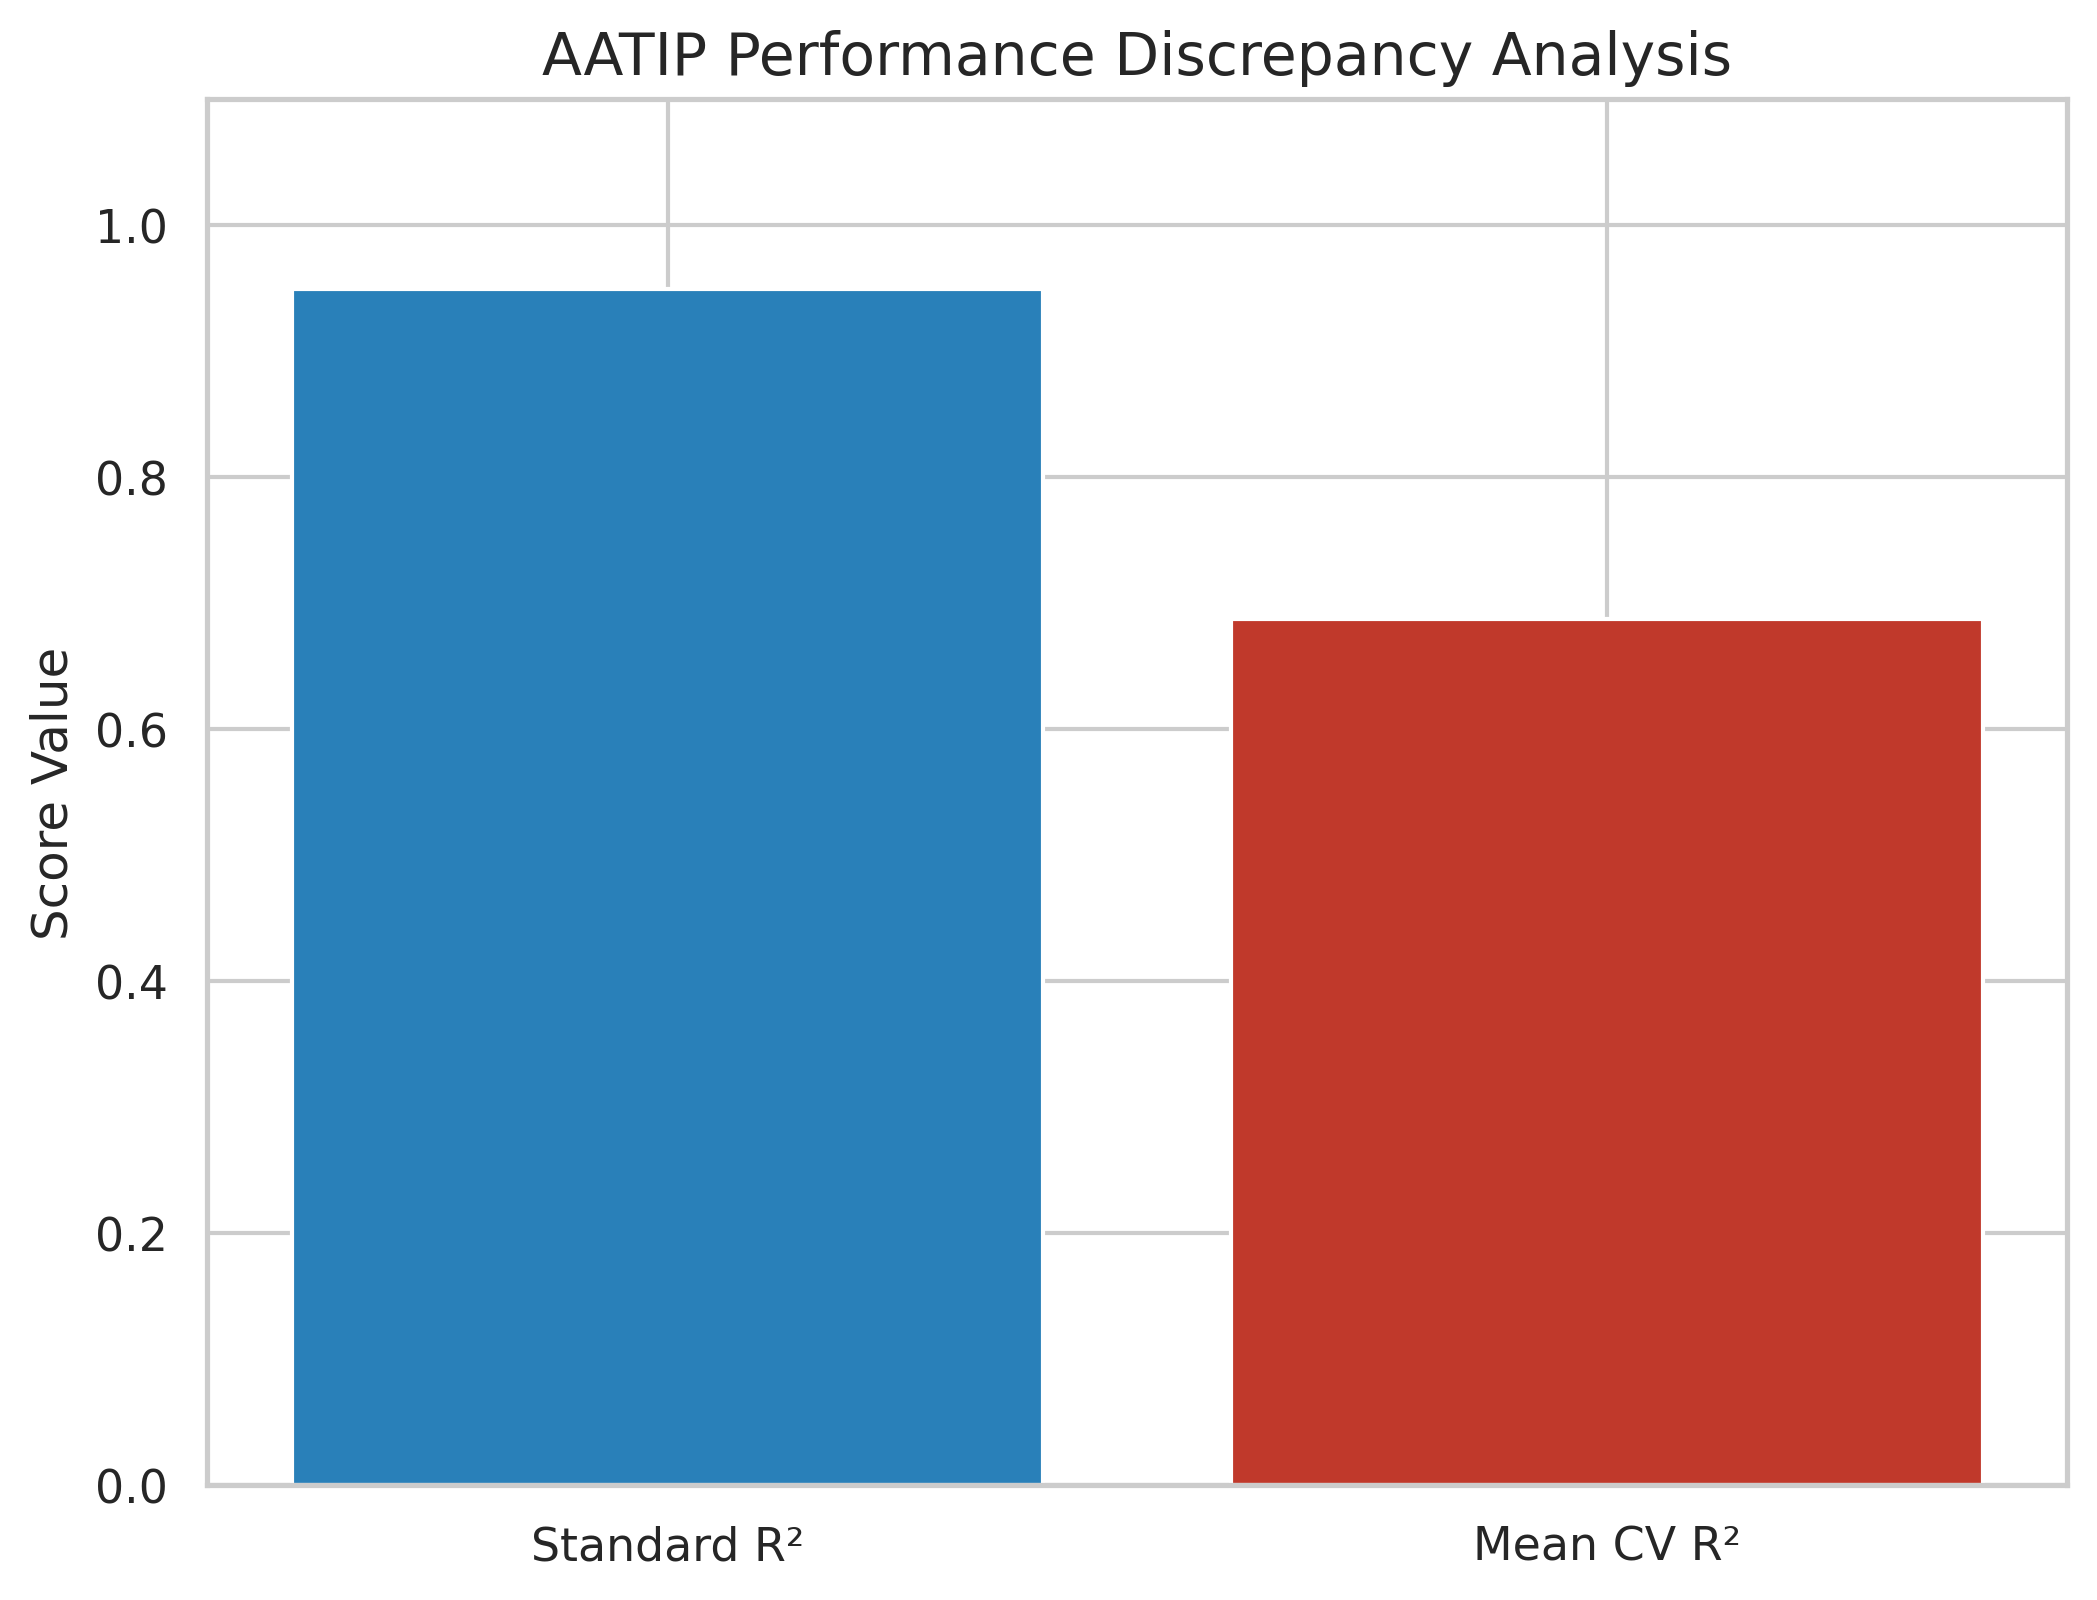 AATIP Performance Discrepancy Analysis
Score Value
1.0
0.8
0.6
0.4
0.2
0.0
Standard R²
Mean CV R²